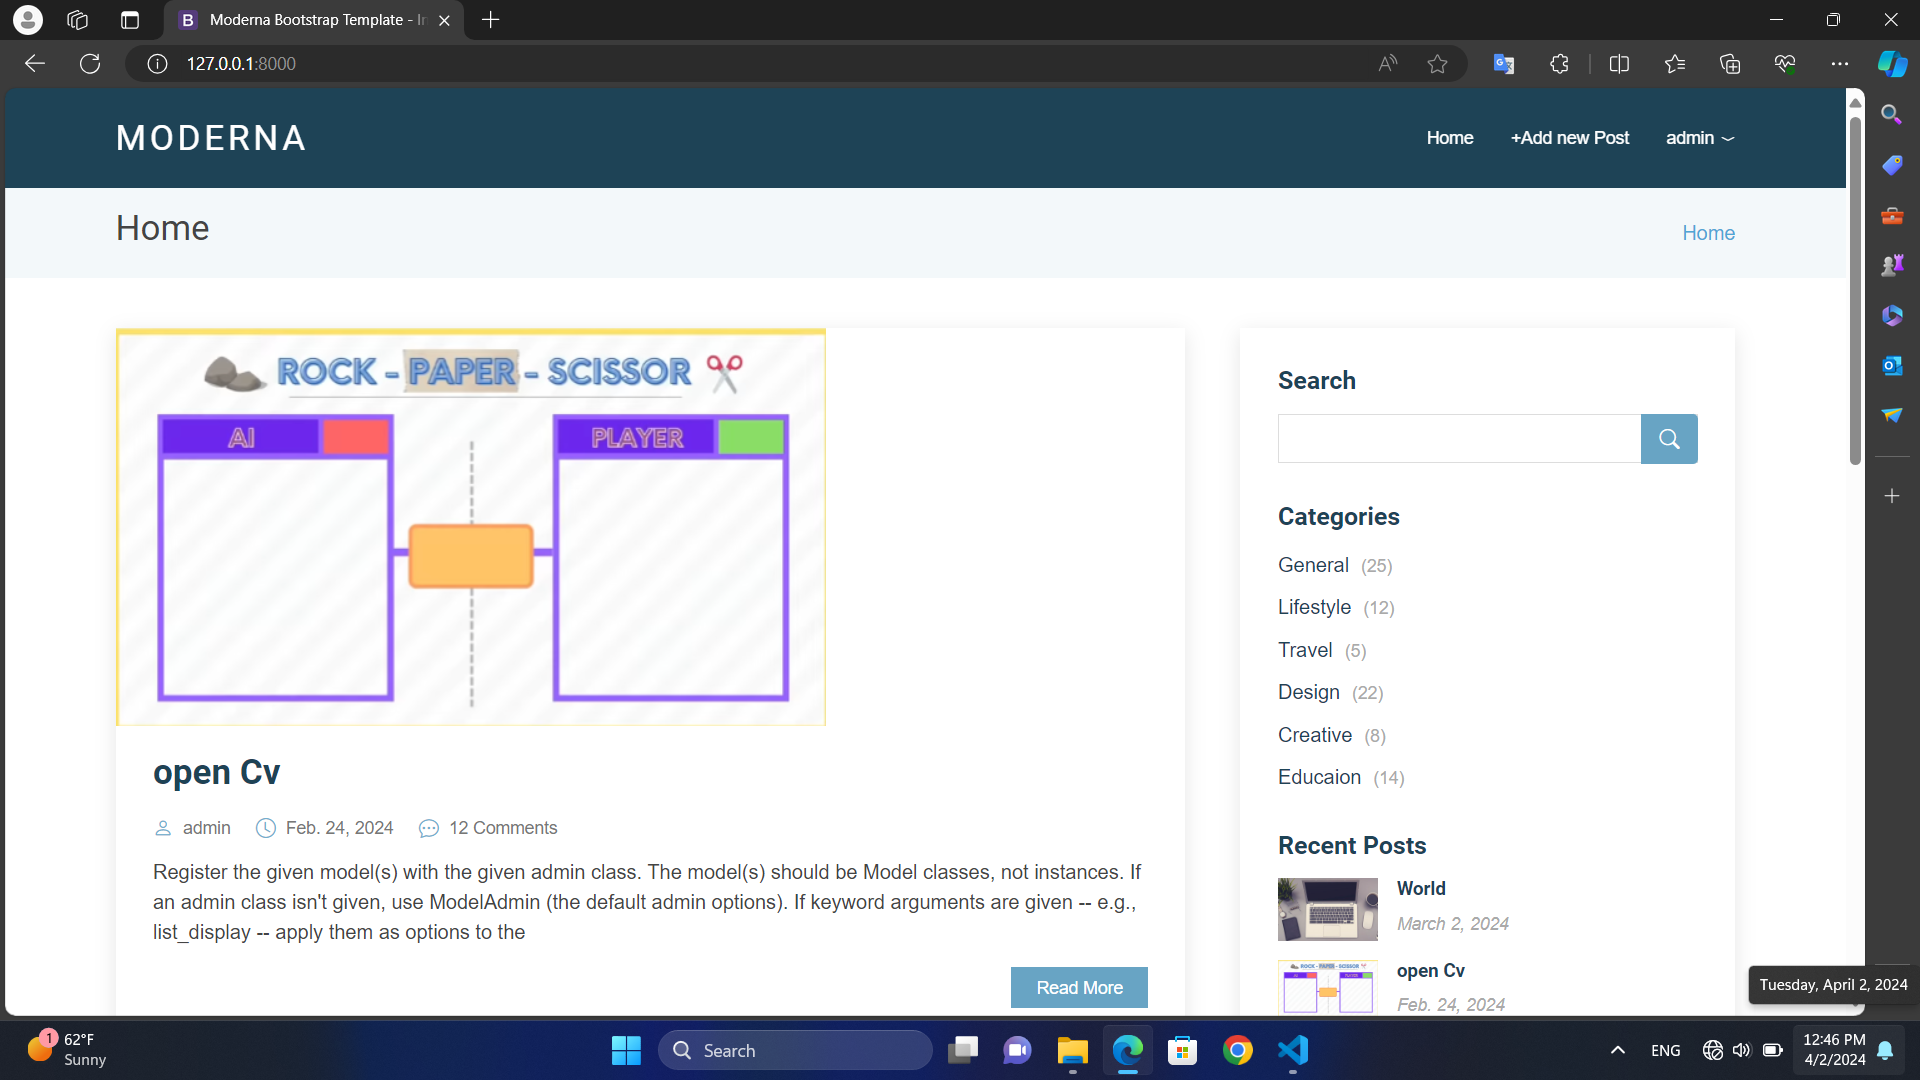 Moderna Bootstrap Template - In
127.0.0.1:8000
MODERNA
Home
+Add new Post
admin
Home
Home
ROCK - PAPER - SCISSOR
AI
PLAYER
open Cv
admin
Feb. 24, 2024
12 Comments
Register the given model(s) with the given admin class. The model(s) should be Model classes, not instances. If
an admin class isn't given, use ModelAdmin (the default admin options). If keyword arguments are given -- e.g.,
list_display -- apply them as options to the
Read More
Search
Categories
General (25)
Lifestyle (12)
Travel (5)
Design (22)
Creative (8)
Educaion (14)
Recent Posts
World
March 2, 2024
ROCK - PAPER - SCISSOR
open Cv
Feb. 24, 2024
Tuesday, April 2, 2024
1
62°F
Sunny
Search
ENG
12:46 PM
4/2/2024